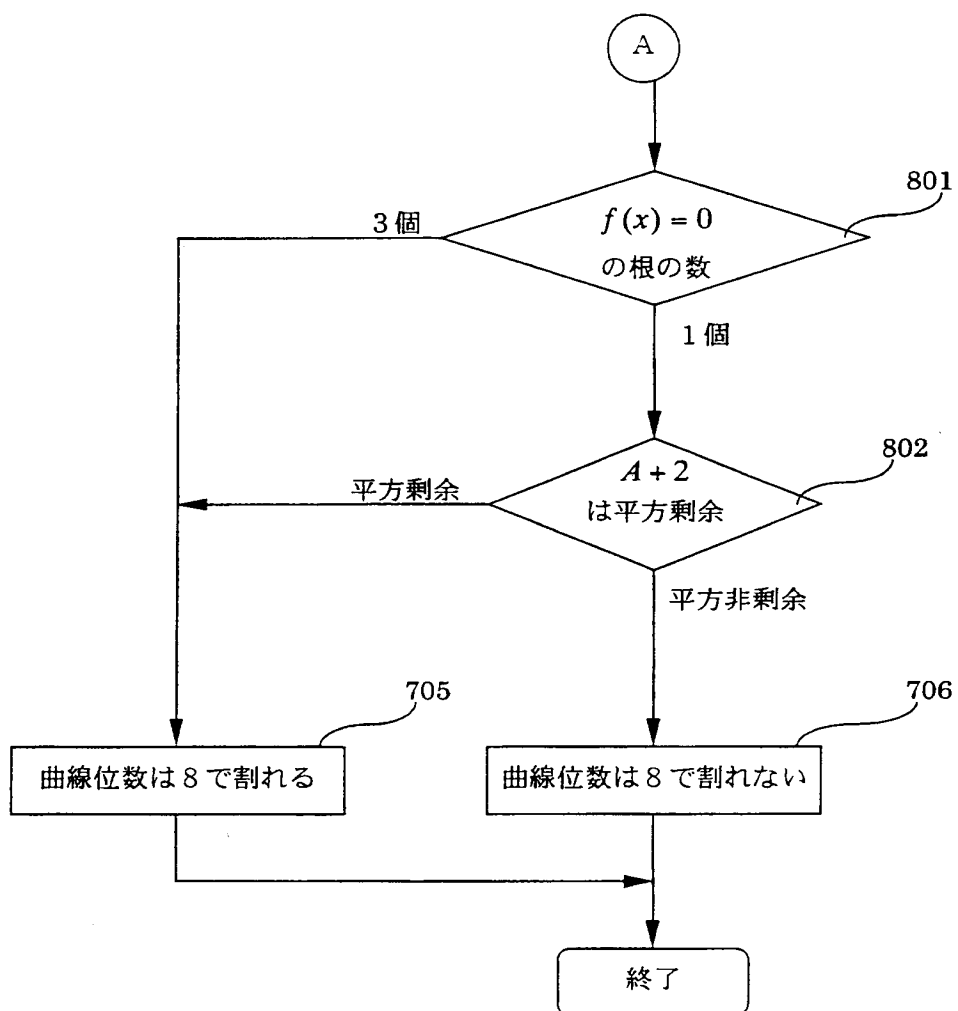 A
801
3個
f(x) = 0
の根の数
1個
802
A + 2
は平方剰余
平方剰余
平方非剰余
705
706
曲線位数は8で割れる
曲線位数は8で割れない
終了